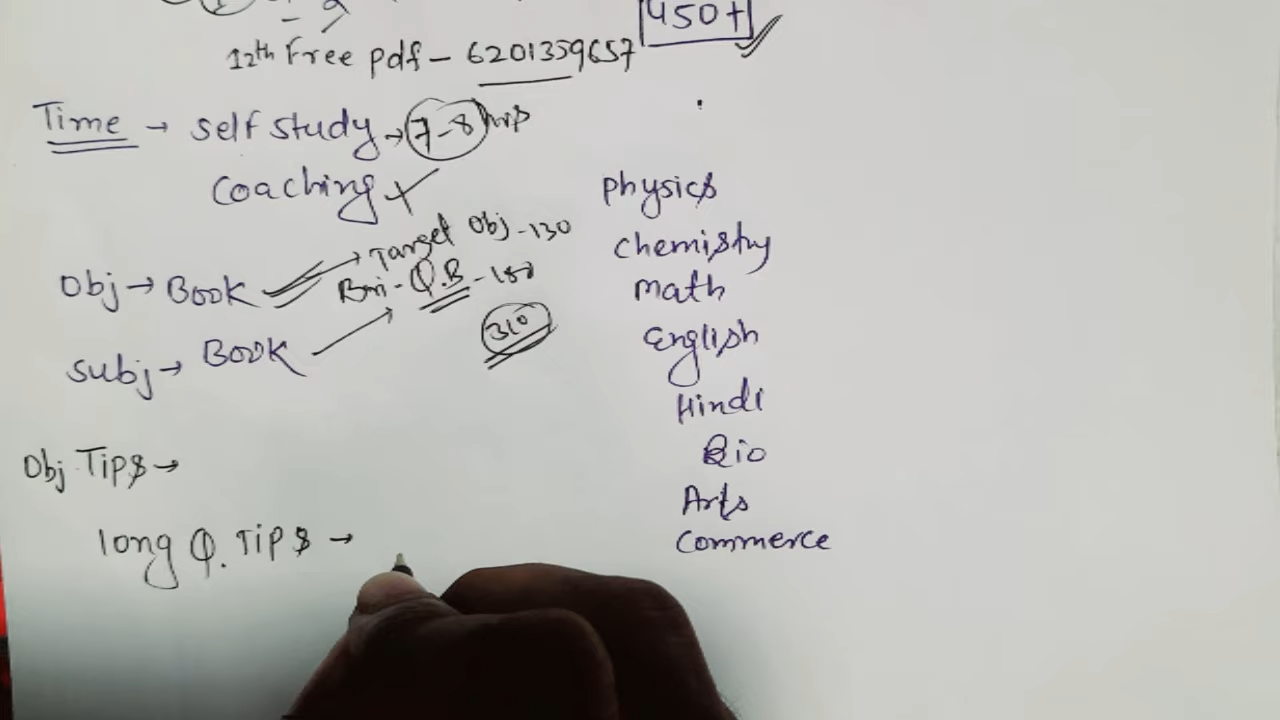 450+
12th Free pdf - 6201359657
Time → self study → 7-8 hrs
Coaching ×
Obj → Book → Target Obj - 130
Q.B - 180
310
Subj → Book
Obj Tips →
long Q. Tips →
physics
chemistry
math
English
Hindi
Bio
Arts
Commerce